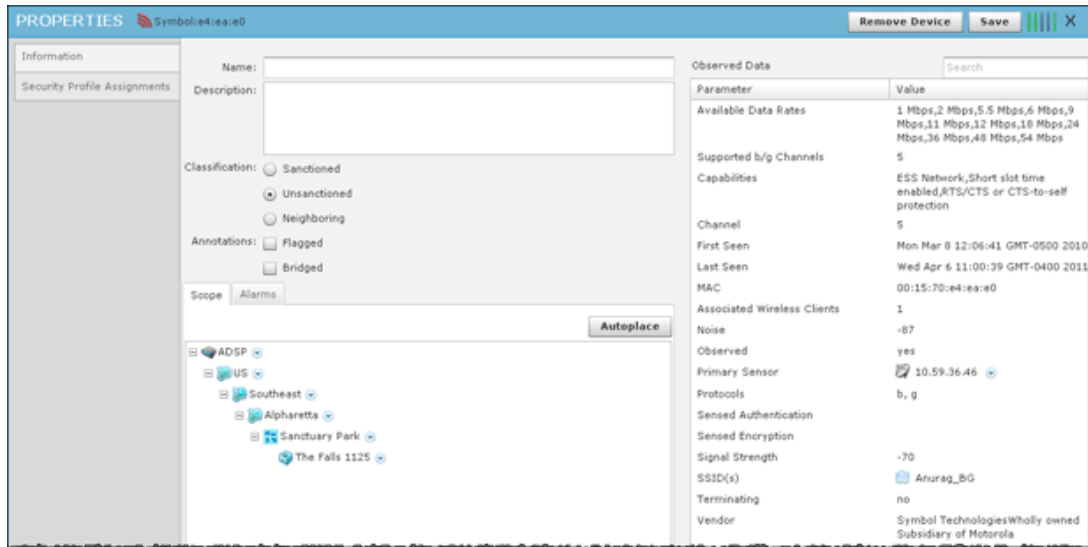 PROPERTIES Symbol:e4:ea:e0 Remove Device Save X
Information
Security Profile Assignments
Name:
Description:
Classification: Sanctioned
Unsanctioned
Neighboring
Annotations: Flagged
Bridged
Scope Alarms
Autoplace
ADSP
US
Southeast
Alpharetta
Sanctuary Park
The Falls 1125
Observed Data Search
Parameter Value
Available Data Rates 1 Mbps,2 Mbps,5.5 Mbps,6 Mbps,9
Mbps,11 Mbps,12 Mbps,18 Mbps,24
Mbps,36 Mbps,48 Mbps,54 Mbps
Supported b/g Channels 5
Capabilities ESS Network,Short slot time
enabled,RTS/CTS or CTS-to-self
protection
Channel 5
First Seen Mon Mar 8 12:06:41 GMT-0500 2010
Last Seen Wed Apr 6 11:00:39 GMT-0400 2011
MAC 00:15:70:e4:ea:e0
Associated Wireless Clients 1
Noise -87
Observed yes
Primary Sensor 10.59.36.46
Protocols b, g
Sensed Authentication
Sensed Encryption
Signal Strength -70
SSID(s) Anurag_BG
Terminating no
Vendor Symbol TechnologiesWholly owned
Subsidiary of Motorola